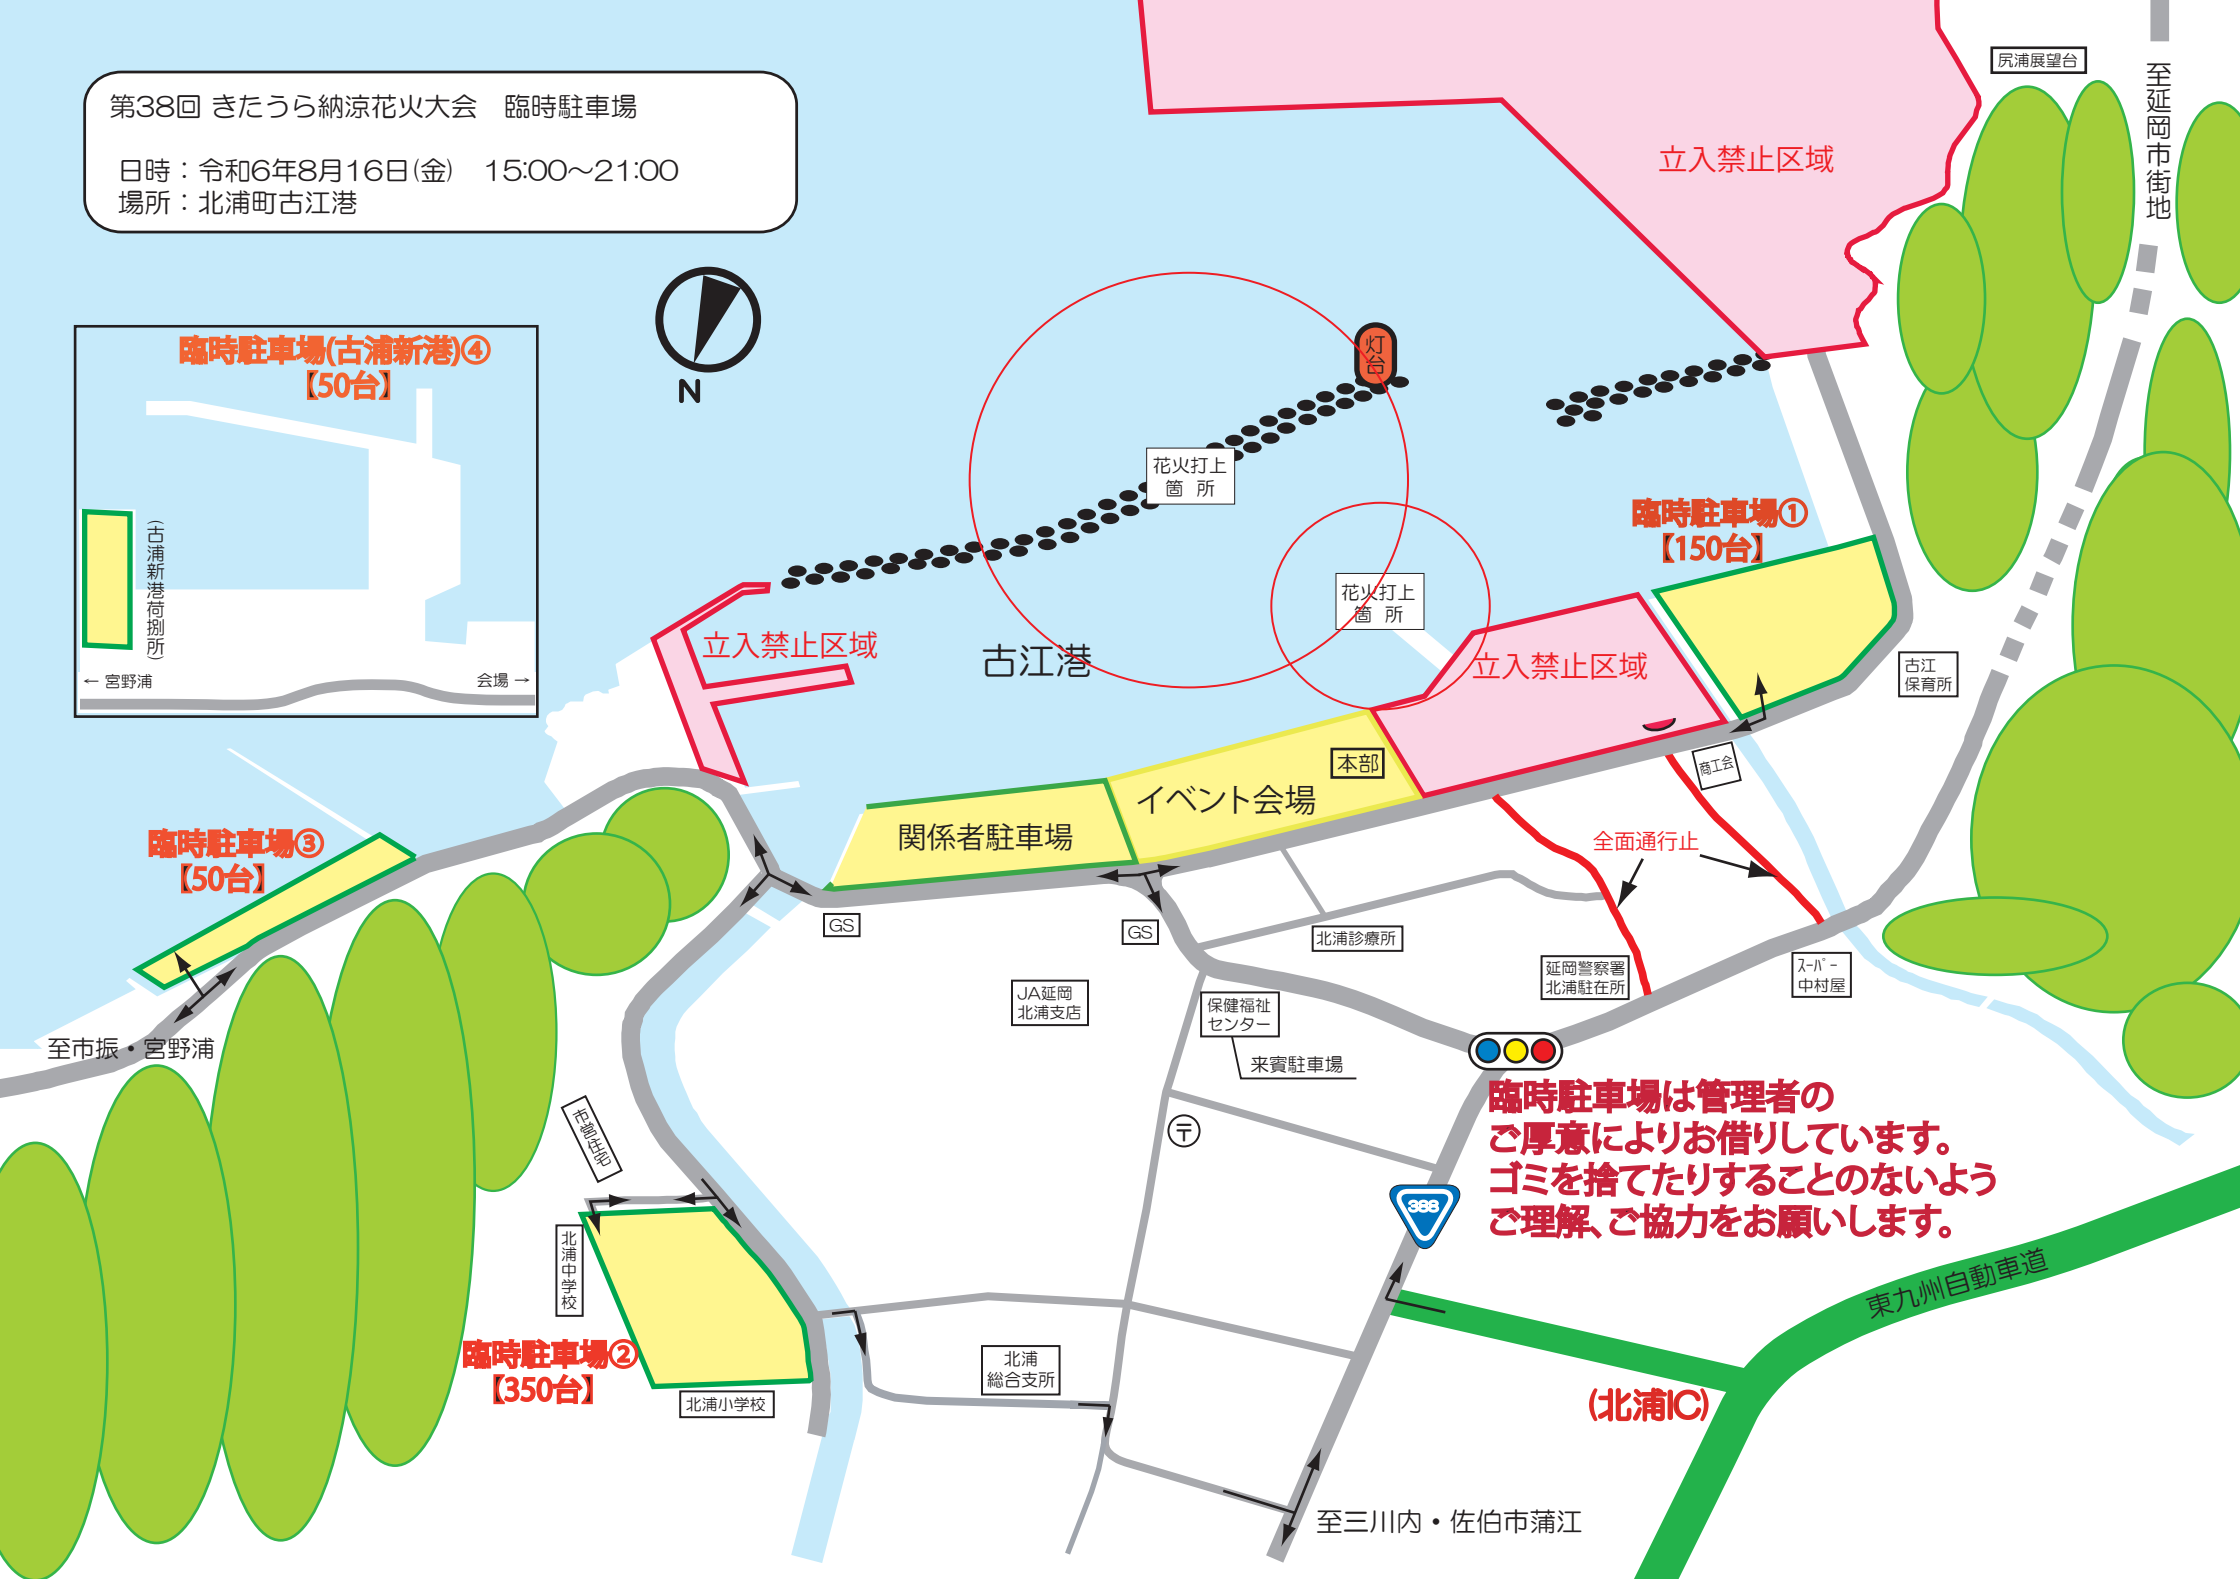 第38回 きたうら納涼花火大会　臨時駐車場
日時：令和6年8月16日(金)　15:00～21:00
場所：北浦町古江港
尻浦展望台
至延岡市街地
立入禁止区域
N
臨時駐車場(古浦新港)④
【50台】
(古浦新港荷捌所)
← 宮野浦
会場 →
灯台
花火打上
箇 所
花火打上
箇 所
臨時駐車場①
【150台】
立入禁止区域
古江港
立入禁止区域
古江
保育所
本部
商工会
イベント会場
関係者駐車場
全面通行止
臨時駐車場③
【50台】
GS
GS
北浦診療所
延岡警察署
北浦駐在所
スーパー
中村屋
JA延岡
北浦支店
保健福祉
センター
来賓駐車場
至市振・宮野浦
〒
市営住宅
臨時駐車場は管理者の
ご厚意によりお借りしています。
ゴミを捨てたりすることのないよう
ご理解、ご協力をお願いします。
388
北浦中学校
東九州自動車道
臨時駐車場②
【350台】
北浦小学校
北浦
総合支所
(北浦IC)
至三川内・佐伯市蒲江